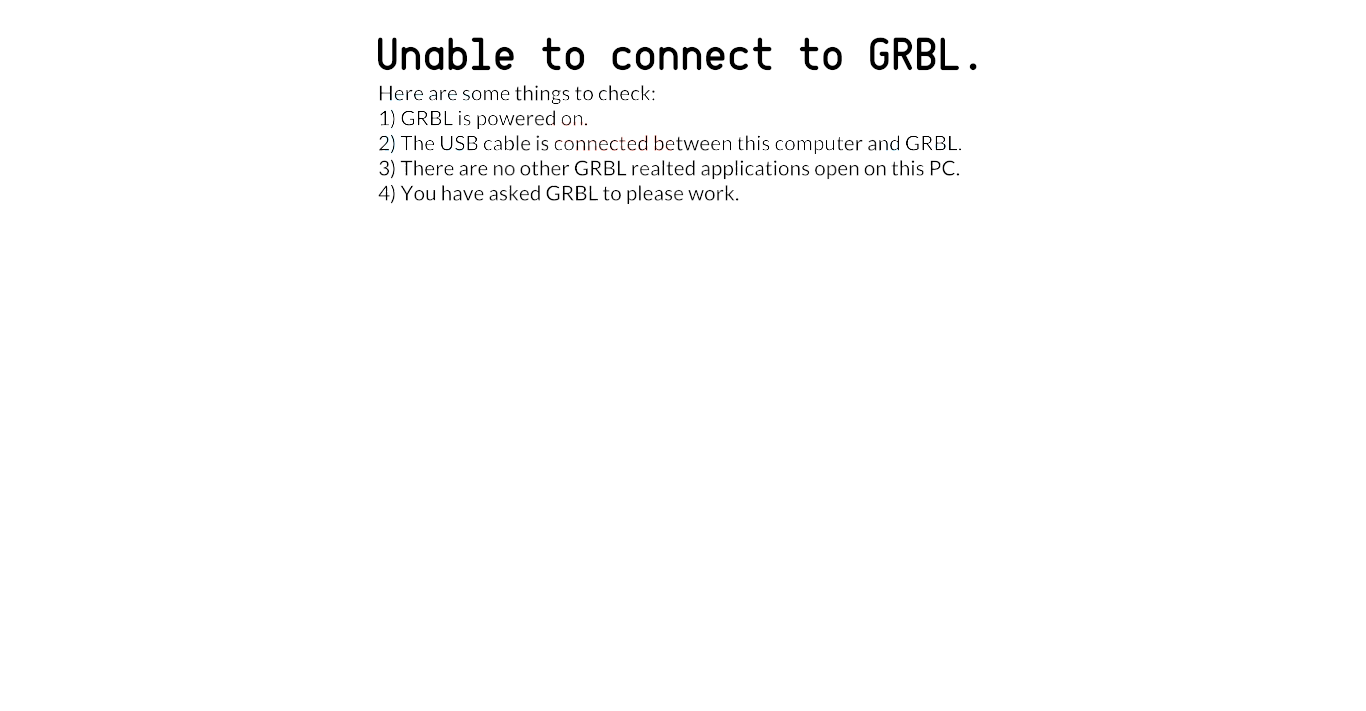 Unable to connect to GRBL.
Here are some things to check:
1) GRBL is powered on.
2) The USB cable is connected between this computer and GRBL.
3) There are no other GRBL realted applications open on this PC.
4) You have asked GRBL to please work.